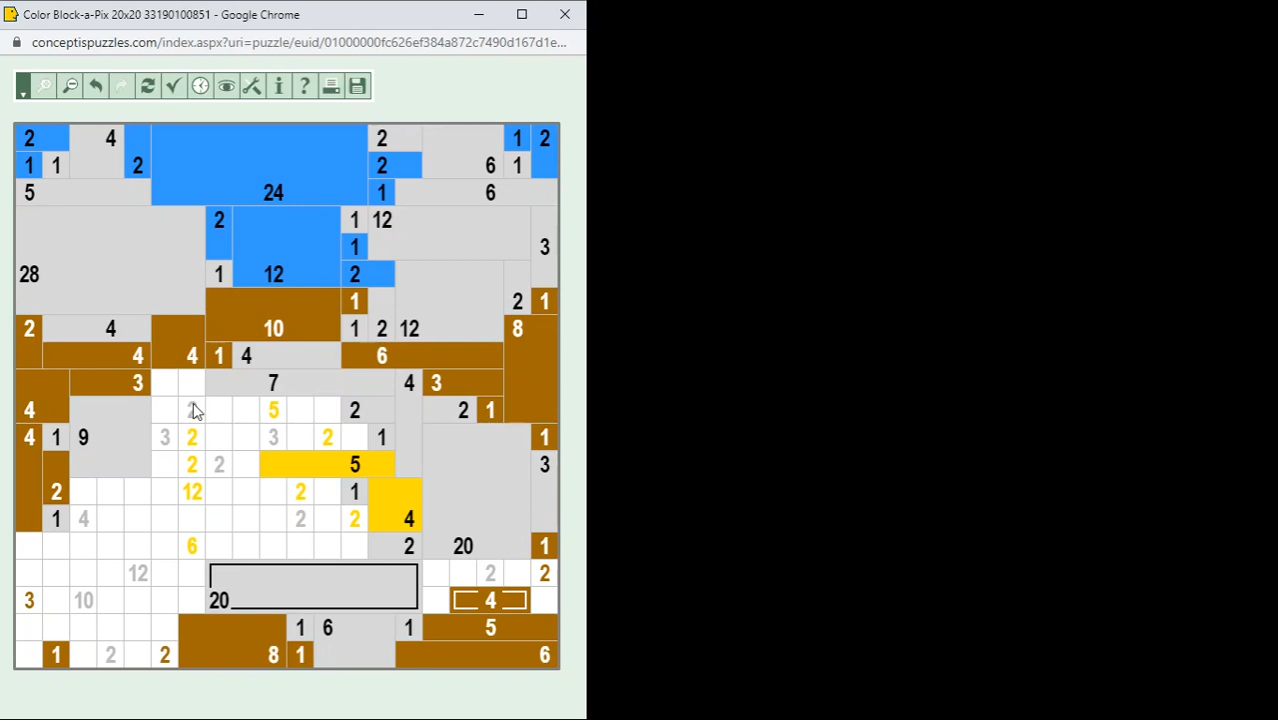 Color Block-a-Pix 20x20 33190100851 - Google Chrome
conceptispuzzles.com/index.aspx?uri=puzzle/euid/01000000fc626ef384a872c7490d167d1e...
2 4 2 1 2
1 1 2 2 6 1
5 24 1 6
2 1 12
1 3
28 1 12 2
1 2 1
2 4 10 1 2 12 8
4 4 1 4 6
3 7 4 3
4 2 5 2 2 1
4 1 9 3 2 3 2 1 1
2 2 5 3
2 12 2 1
1 4 2 2 4
6 2 20 1
12 2 2
3 10 20 4
1 6 1 5
1 2 2 8 1 6